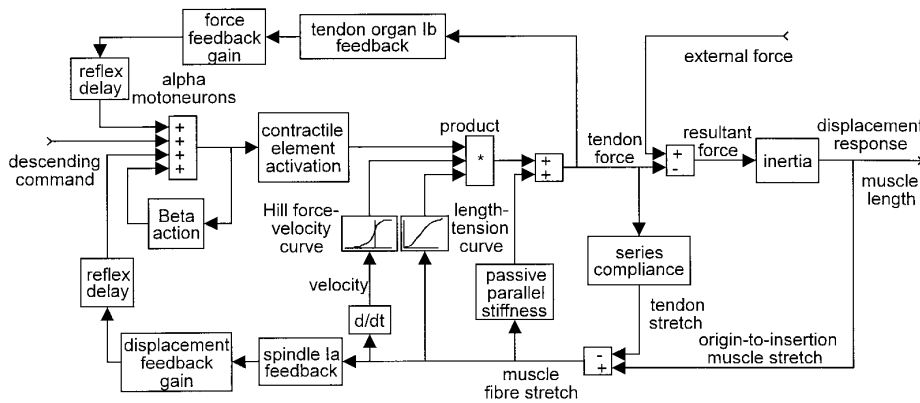 force
feedback
gain
tendon organ Ib
feedback
external force
reflex
delay
alpha
motoneurons
+
+
+
+
descending
command
contractile
element
activation
product
*
+
+
tendon
force
+
-
resultant
force
inertia
displacement
response
muscle
length
Beta
action
Hill force-
velocity
curve
length-
tension
curve
series
compliance
reflex
delay
velocity
d/dt
passive
parallel
stiffness
tendon
stretch
displacement
feedback
gain
spindle Ia
feedback
muscle
fibre stretch
-
+
origin-to-insertion
muscle stretch